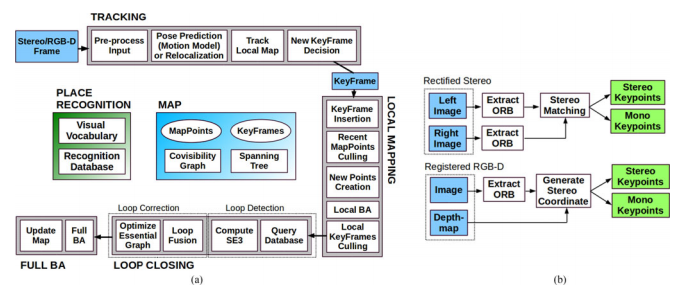 TRACKING
Stereo/RGB-D
Frame
Pre-process
Input
Pose Prediction
(Motion Model)
or Relocalization
Track
Local Map
New KeyFrame
Decision
KeyFrame
PLACE
RECOGNITION
Visual
Vocabulary
Recognition
Database
MAP
MapPoints
KeyFrames
Covisibility
Graph
Spanning
Tree
LOCAL MAPPING
KeyFrame
Insertion
Recent
MapPoints
Culling
New Points
Creation
Local BA
Local
KeyFrames
Culling
Loop Correction
Loop Detection
Update
Map
Full
BA
Optimize
Essential
Graph
Loop
Fusion
Compute
SE3
Query
Database
FULL BA
LOOP CLOSING
(a)
Rectified Stereo
Left
Image
Extract
ORB
Right
Image
Extract
ORB
Stereo
Matching
Stereo
Keypoints
Mono
Keypoints
Registered RGB-D
Image
Extract
ORB
Depth-
map
Generate
Stereo
Coordinate
Stereo
Keypoints
Mono
Keypoints
(b)